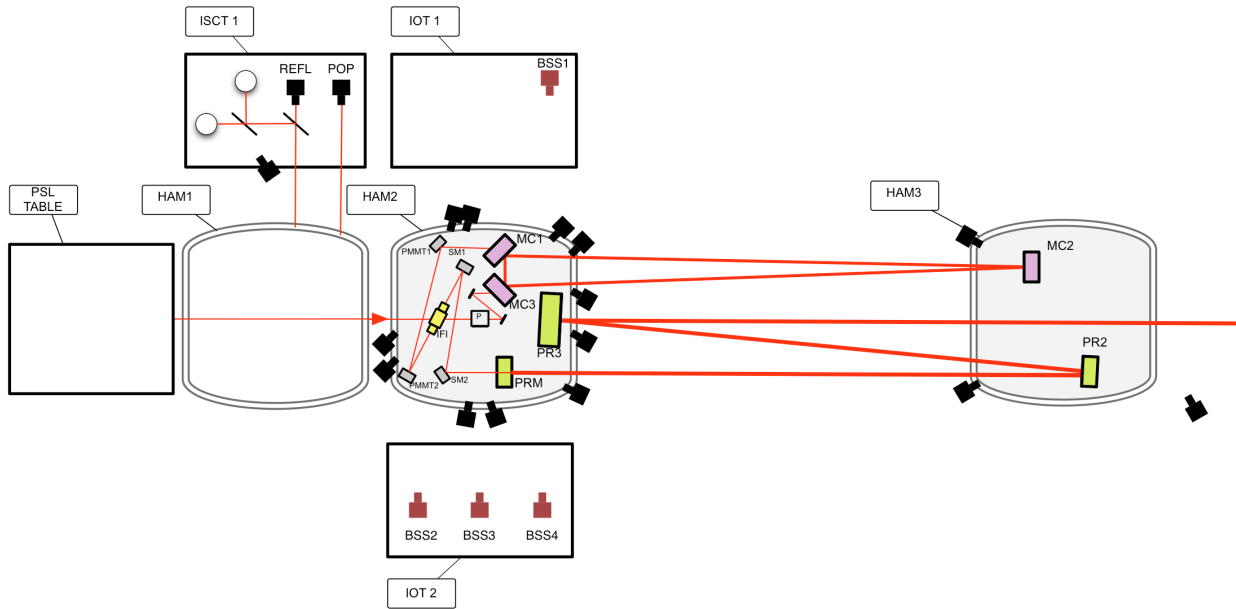 ISCT 1
IOT 1
REFL POP
BSS1
PSL
TABLE
HAM1
HAM2
HAM3
PMMT1
SM1
MC1
MC2
MC3
P
IFI
PR3
PR2
PMMT2
SM2
PRM
BSS2 BSS3 BSS4
IOT 2